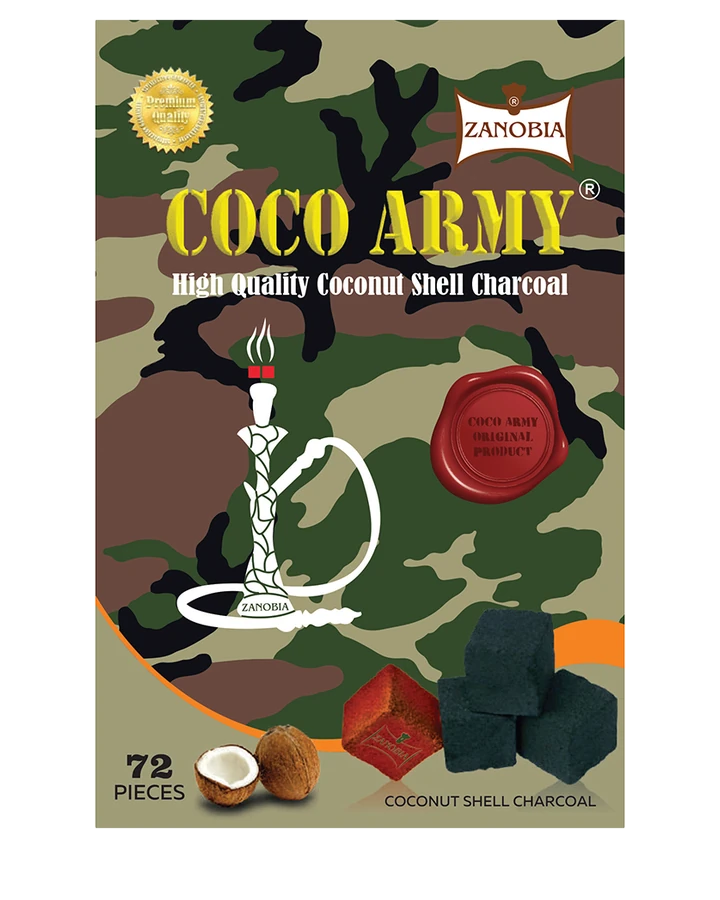 Premium
Quality
®
ZANOBIA
COCO ARMY®
High Quality Coconut Shell Charcoal
COCO ARMY
ORIGINAL
PRODUCT
ZANOBIA
ZANOBIA
72
PIECES
COCONUT SHELL CHARCOAL